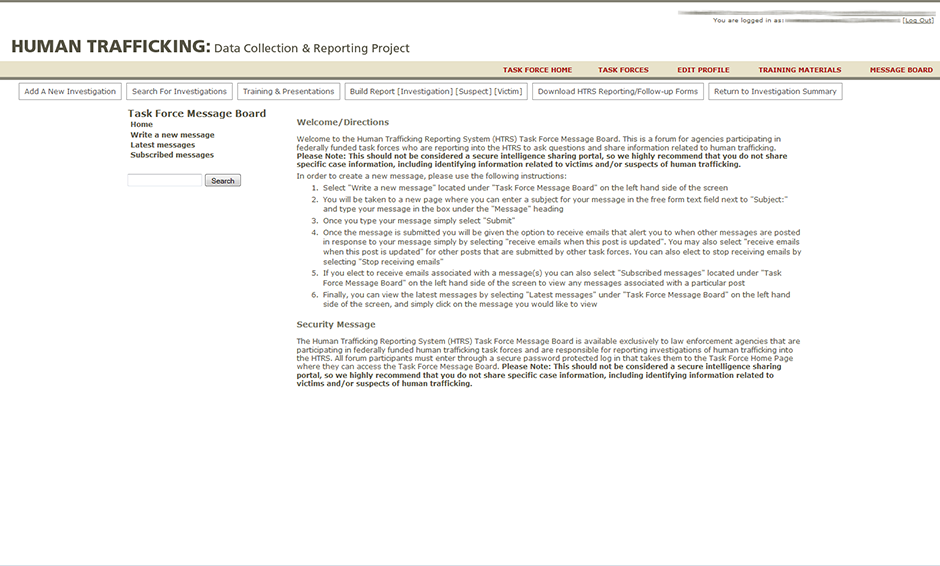 You are logged in as: [Log Out]
HUMAN TRAFFICKING: Data Collection & Reporting Project
TASK FORCE HOME TASK FORCES EDIT PROFILE TRAINING MATERIALS MESSAGE BOARD
Add A New Investigation Search For Investigations Training & Presentations Build Report [Investigation] [Suspect] [Victim] Download HTRS Reporting/Follow-up Forms Return to Investigation Summary
Task Force Message Board
Home
Write a new message
Latest messages
Subscribed messages
Search
Welcome/Directions
Welcome to the Human Trafficking Reporting System (HTRS) Task Force Message Board. This is a forum for agencies participating in
federally funded task forces who are reporting into the HTRS to ask questions and share information related to human trafficking.
Please Note: This should not be considered a secure intelligence sharing portal, so we highly recommend that you do not share
specific case information, including identifying information related to victims and/or suspects of human trafficking.
In order to create a new message, please use the following instructions:
1. Select "Write a new message" located under "Task Force Message Board" on the left hand side of the screen
2. You will be taken to a new page where you can enter a subject for your message in the free form text field next to "Subject:"
and type your message in the box under the "Message" heading
3. Once you type your message simply select "Submit"
4. Once the message is submitted you will be given the option to receive emails that alert you to when other messages are posted
in response to your message simply by selecting "receive emails when this post is updated". You may also select "receive emails
when this post is updated" for other posts that are submitted by other task forces. You can also elect to stop receiving emails by
selecting "Stop receiving emails"
5. If you elect to receive emails associated with a message(s) you can also select "Subscribed messages" located under "Task
Force Message Board" on the left hand side of the screen to view any messages associated with a particular post
6. Finally, you can view the latest messages by selecting "Latest messages" under "Task Force Message Board" on the left hand
side of the screen, and simply click on the message you would like to view
Security Message
The Human Trafficking Reporting System (HTRS) Task Force Message Board is available exclusively to law enforcement agencies that are
participating in federally funded human trafficking task forces and are responsible for reporting investigations of human trafficking into
the HTRS. All forum participants must enter through a secure password protected log in that takes them to the Task Force Home Page
where they can access the Task Force Message Board. Please Note: This should not be considered a secure intelligence sharing
portal, so we highly recommend that you do not share specific case information, including identifying information related to
victims and/or suspects of human trafficking.